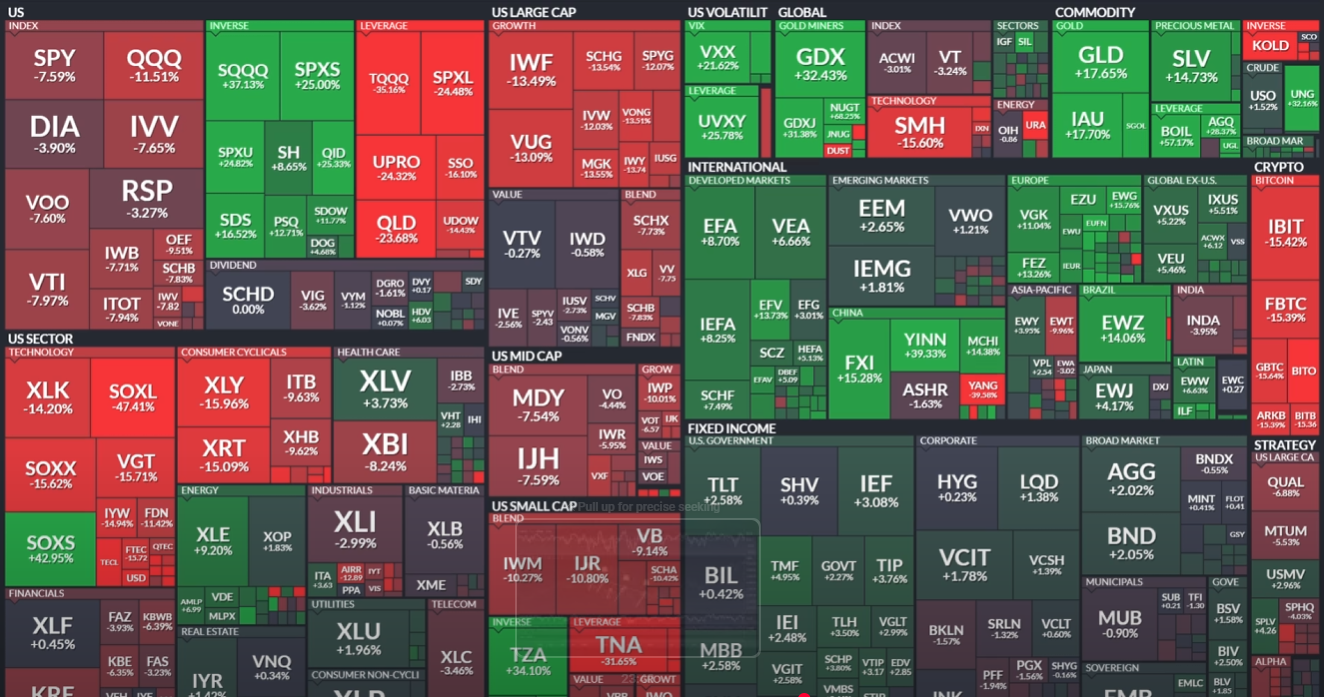 US
INDEX
SPY
-7.59%
QQQ
-11.51%
DIA
-3.90%
IVV
-7.65%
VOO
-7.60%
RSP
-3.27%
VTI
-7.97%
IWB
-7.71%
OEF
-9.51%
SCHB
-7.83%
ITOT
-7.94%
IWV
-7.82
VONE
INVERSE
SQQQ
+37.13%
SPXS
+25.00%
SPXU
+24.82%
SH
+8.65%
QID
+25.33%
SDS
+16.52%
PSQ
+12.71%
SDOW
+11.77%
DOG
+4.68%
LEVERAGE
TQQQ
-35.16%
SPXL
-24.48%
UPRO
-24.32%
SSO
-16.10%
QLD
-23.68%
UDOW
-14.43%
DIVIDEND
SCHD
0.00%
VIG
-3.62%
VYM
-1.12%
DGRO
-1.61%
DVY
+0.17
SDY
NOBL
+0.07%
HDV
+6.03
US LARGE CAP
GROWTH
IWF
-13.49%
SCHG
-13.54%
SPYG
-12.07%
VUG
-13.09%
IVW
-12.03%
VONG
-13.51%
MGK
-13.55%
IWY
-13.74
IUSG
VALUE
VTV
-0.27%
IWD
-0.58%
IVE
-2.56%
SPYV
-2.43
IUSV
-2.73%
SCHV
VONV
-0.56%
MGV
BLEND
SCHX
-7.73%
XLG
VV
-7.75
SCHB
-7.83%
FNDX
US VOLATILIT
VIX
VXX
+21.62%
LEVERAGE
UVXY
+25.78%
GLOBAL
GOLD MINERS
GDX
+32.43%
GDXJ
+31.38%
NUGT
+68.25%
JNUG
DUST
INDEX
ACWI
-3.01%
VT
-3.24%
TECHNOLOGY
SMH
-15.60%
IXN
SECTORS
IGF
SIL
ENERGY
OIH
-0.86
URA
COMMODITY
GOLD
GLD
+17.65%
IAU
+17.70%
SGOL
PRECIOUS METAL
SLV
+14.73%
LEVERAGE
BOIL
+57.17%
AGQ
+28.37%
UGL
INVERSE
KOLD
SCO
CRUDE
USO
+1.52%
UNG
+32.16%
BROAD MAR
INTERNATIONAL
DEVELOPED MARKETS
EFA
+8.70%
VEA
+6.66%
IEFA
+8.25%
EFV
+13.73%
EFG
+3.01%
SCZ
HEFA
+5.13%
SCHF
+7.49%
EFAV
DBEF
+5.09
EMERGING MARKETS
EEM
+2.65%
VWO
+1.21%
IEMG
+1.81%
CHINA
FXI
+15.28%
YINN
+39.33%
MCHI
+14.38%
ASHR
-1.63%
YANG
-39.58%
EUROPE
VGK
+11.04%
EZU
EWG
+15.76%
EWU
EUFN
FEZ
+13.26%
IEUR
GLOBAL EX-U.S.
VXUS
+5.22%
IXUS
+5.51%
ACWX
+6.12
VSS
VEU
+5.46%
ASIA-PACIFIC
EWY
+3.95%
EWT
-9.96%
VPL
+2.54
EWA
-3.02
BRAZIL
EWZ
+14.06%
JAPAN
EWJ
+4.17%
DXJ
INDIA
INDA
-3.95%
LATIN
EWW
+6.63%
ILF
EWC
+0.27
CRYPTO
BITCOIN
IBIT
-15.42%
FBTC
-15.39%
GBTC
-15.64%
BITO
ARKB
-15.39%
BITB
-15.36
US SECTOR
TECHNOLOGY
XLK
-14.20%
SOXL
-47.41%
SOXX
-15.62%
VGT
-15.71%
SOXS
+42.95%
IYW
-14.94%
FDN
-11.42%
TECL
FTEC
-15.72
QTEC
USD
CONSUMER CYCLICALS
XLY
-15.96%
ITB
-9.63%
XRT
-15.09%
XHB
-9.62%
HEALTH CARE
XLV
+3.73%
IBB
-2.73%
XBI
-8.24%
VHT
+2.28
IHI
ENERGY
XLE
+9.20%
XOP
+1.83%
AMLP
+6.99
VDE
MLPX
INDUSTRIALS
XLI
-2.99%
ITA
+3.63
AIRR
-12.89
IYT
PPA
VIS
BASIC MATERIA
XLB
-0.56%
XME
FINANCIALS
XLF
+0.45%
FAZ
-3.93%
KBWB
-6.39%
KBE
-5.18%
FAS
-3.23%
KRE
REAL ESTATE
IYR
+1.42%
VNQ
+0.34%
UTILITIES
XLU
+1.96%
TELECOM
XLC
-3.46%
CONSUMER NON-CYCLI
US MID CAP
BLEND
MDY
-7.54%
VO
-4.44%
IJH
-7.59%
IWR
-5.95%
VXF
GROW
IWP
-10.01%
VOT
-6.57
IJK
VALUE
IWS
VOE
US SMALL CAP
Pull up for precise seeking
BLEND
IWM
-10.27%
IJR
-10.80%
VB
-9.14%
SCHA
-10.42%
INVERSE
TZA
+34.10%
LEVERAGE
TNA
-31.65%
VALUE
GROWT
FIXED INCOME
U.S. GOVERNMENT
TLT
+2.58%
SHV
+0.39%
IEF
+3.08%
BIL
+0.42%
TMF
+4.95%
GOVT
+2.27%
TIP
+3.76%
IEI
+2.48%
TLH
+3.50%
VGLT
+2.99%
MBB
+2.58%
VGIT
+2.58%
SCHP
+3.80%
VTIP
+3.17
EDV
+2.85
VMBS
CORPORATE
HYG
+0.23%
LQD
+1.38%
VCIT
+1.78%
VCSH
+1.39%
BKLN
-1.57%
SRLN
-1.32%
VCLT
+0.60%
PFF
-1.94%
PGX
-1.56%
SHYG
-0.16%
BROAD MARKET
AGG
+2.02%
BNDX
-0.55%
BND
+2.05%
MINT
+0.41%
FLOT
+0.41
GSY
MUNICIPALS
MUB
-0.90%
SUB
+0.21
TFI
-1.30
GOVE
BSV
+1.58%
BIV
+2.50%
BLV
+1.85
SOVEREIGN
EMLC
STRATEGY
US LARGE CA
QUAL
-6.88%
MTUM
-5.53%
USMV
+2.96%
SPLV
+4.26
SPHQ
-4.03%
ALPHA